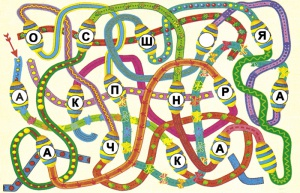 О С Ш Я
А К П Н Р А
А Ч К А